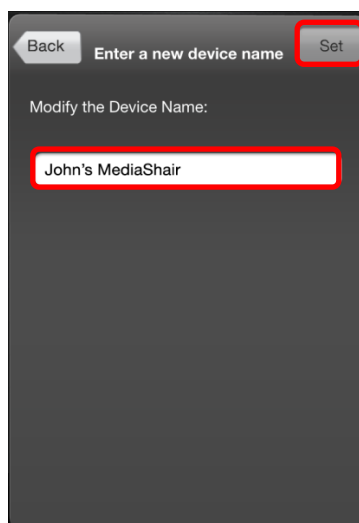 Back
Enter a new device name
Set
Modify the Device Name:
John's MediaShair